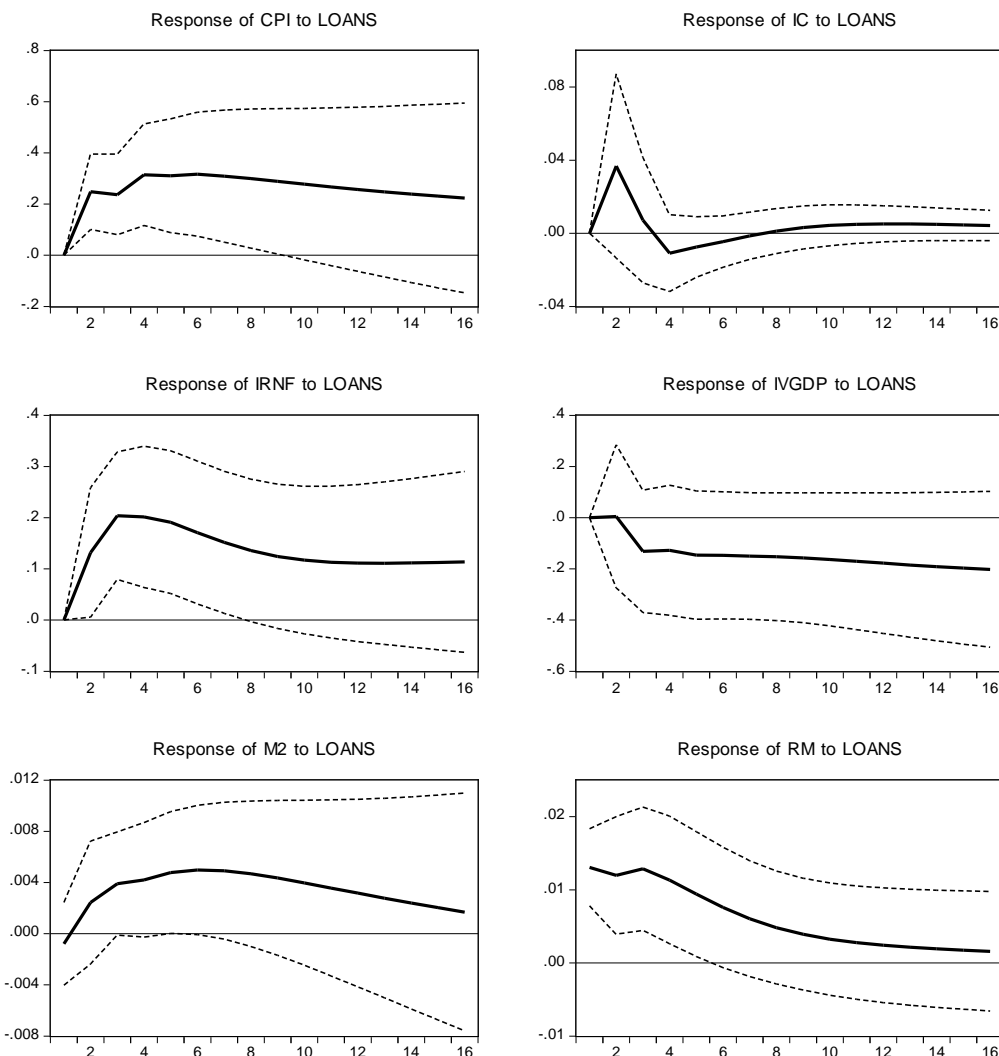 Response of CPI to LOANS
.8
.6
.4
.2
.0
-.2
2 4 6 8 10 12 14 16
Response of IC to LOANS
.08
.04
.00
-.04
2 4 6 8 10 12 14 16
Response of IRNF to LOANS
.4
.3
.2
.1
.0
-.1
2 4 6 8 10 12 14 16
Response of IVGDP to LOANS
.4
.2
.0
-.2
-.4
-.6
2 4 6 8 10 12 14 16
Response of M2 to LOANS
.012
.008
.004
.000
-.004
-.008
2 4 6 8 10 12 14 16
Response of RM to LOANS
.02
.01
.00
-.01
2 4 6 8 10 12 14 16